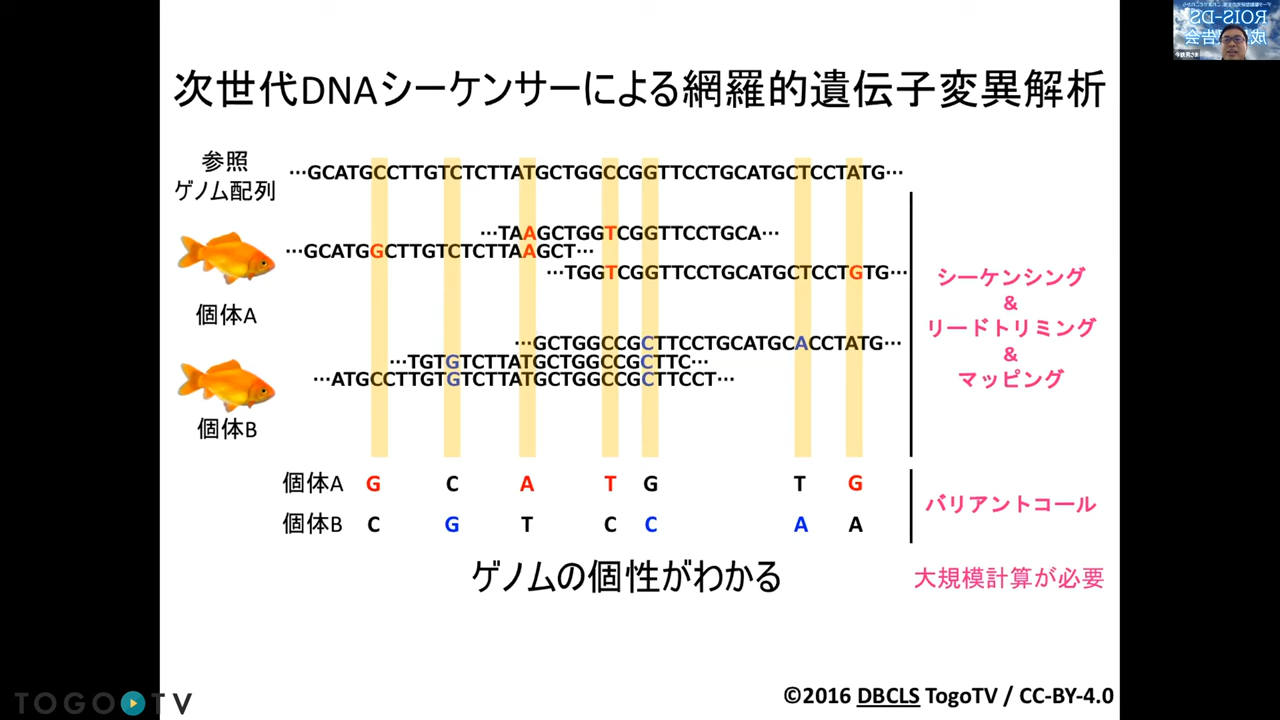 ROIS-DS
次世代DNAシーケンサーによる網羅的遺伝子変異解析
参照
ゲノム配列
···GCATGCCTTGTCTCTTATGCTGGCCGGTTCCTGCATGCTCCTATG···
···TAAGCTGGTCGGTTCCTGCA···
···GCATGGCTTGTCTCTTAAGCT···
···TGGTCGGTTCCTGCATGCTCCTGTG···
個体A
シーケンシング
&
リードトリミング
&
マッピング
···GCTGGCCGCTTCCTGCATGCACCTATG···
···TGTGTCTTATGCTGGCCGCTTC···
···ATGCCTTGTGTCTTATGCTGGCCGCTTCCT···
個体B
個体A G C A T G T G
個体B C G T C C A A
バリアントコール
ゲノムの個性がわかる
大規模計算が必要
TOGO TV
©2016 DBCLS TogoTV / CC-BY-4.0